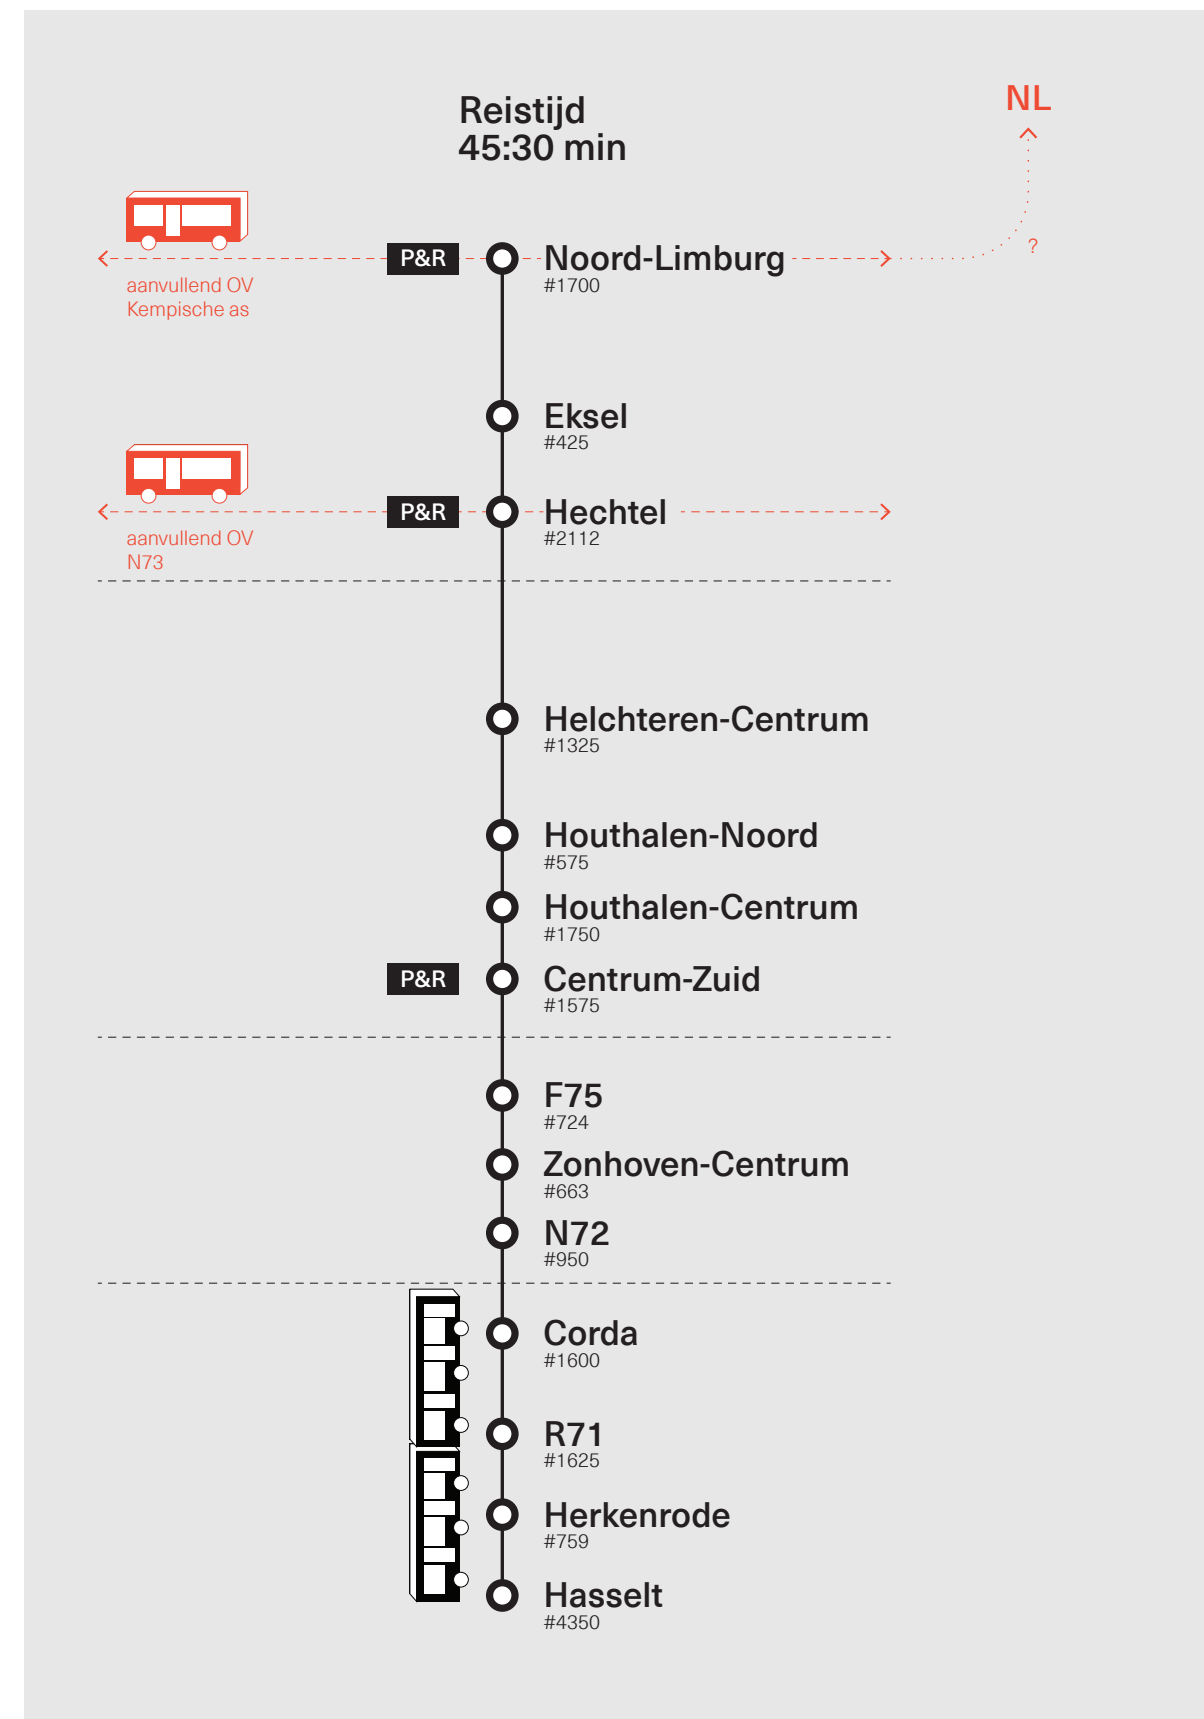 Reistijd
45:30 min
NL
?
P&R
Noord-Limburg
#1700
aanvullend OV
Kempische as
Eksel
#425
P&R
Hechtel
#2112
aanvullend OV
N73
Helchteren-Centrum
#1325
Houthalen-Noord
#575
Houthalen-Centrum
#1750
P&R
Centrum-Zuid
#1575
F75
#724
Zonhoven-Centrum
#663
N72
#950
Corda
#1600
R71
#1625
Herkenrode
#759
Hasselt
#4350